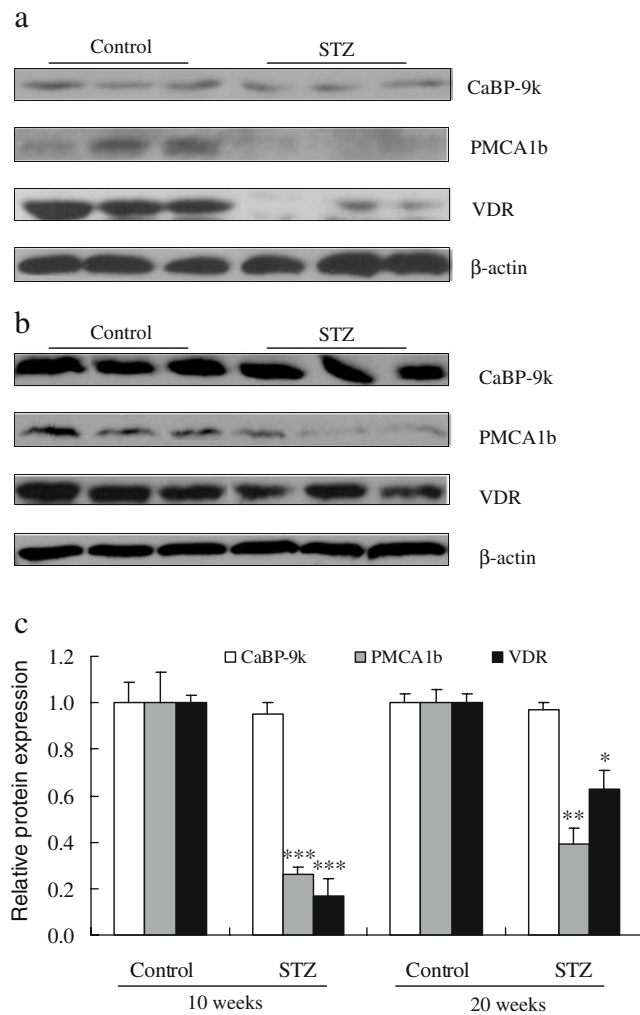 a
Control STZ
CaBP-9k
PMCA1b
VDR
β-actin
b
Control STZ
CaBP-9k
PMCA1b
VDR
β-actin
c
CaBP-9k PMCA1b VDR
Relative protein expression
1.2
1.0
0.8
0.6
0.4
0.2
0.0
*** ***
** *
Control STZ Control STZ
10 weeks 20 weeks